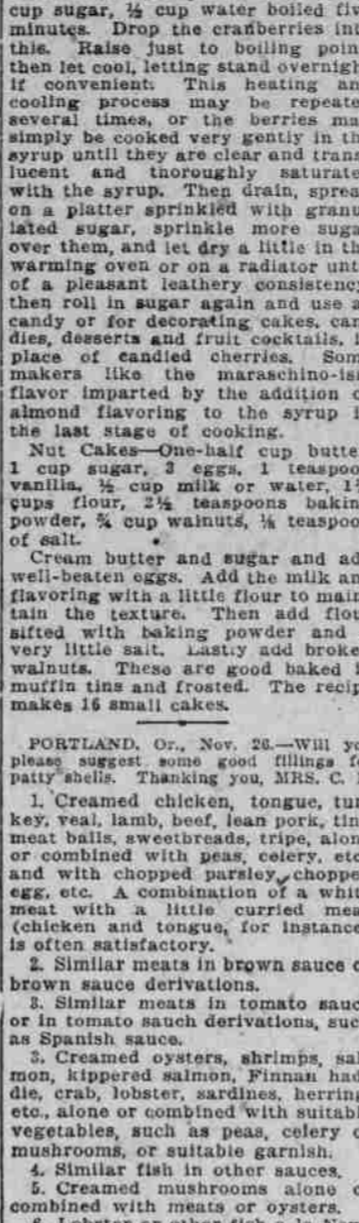 cup sugar, ½ cup water boiled fiv
minutes. Drop the cranberries int
this. Raise just to boiling poin
then let cool, letting stand overnigh
if convenient. This heating an
cooling process may be repeate
several times, or the berries ma
simply be cooked very gently in th
syrup until they are clear and trans
lucent and thoroughly saturate
with the syrup. Then drain, sprea
on a platter sprinkled with granu
lated sugar, sprinkle more suga
over them, and let dry a little in th
warming oven or on a radiator unt
of a pleasant leathery consistency
then roll in sugar again and use a
candy or for decorating cakes, can
dies, desserts and fruit cocktails, i
place of candied cherries. Som
makers like the maraschino-is
flavor imparted by the addition o
almond flavoring to the syrup i
the last stage of cooking.
Nut Cakes—One-half cup butte
1 cup sugar, 3 eggs, 1 teaspoo
vanilla, ½ cup milk or water, 1
cups flour, 2½ teaspoons bakin
powder, ¾ cup walnuts, ⅛ teaspoo
of salt.
Cream butter and sugar and ad
well-beaten eggs. Add the milk an
flavoring with a little flour to main
tain the texture. Then add flou
sifted with baking powder and
very little salt. Lastly add broke
walnuts. These are good baked i
muffin tins and frosted. The recip
makes 16 small cakes.
PORTLAND, Or., Nov. 26.—Will yo
please suggest some good fillings f
patty shells. Thanking you, MRS. C.
1. Creamed chicken, tongue, tur
key, veal, lamb, beef, lean pork, tin
meat balls, sweetbreads, tripe, alon
or combined with peas, celery, etc
and with chopped parsley, choppe
egg, etc. A combination of a whit
meat with a little curried mea
(chicken and tongue, for instance
is often satisfactory.
2. Similar meats in brown sauce o
brown sauce derivations.
3. Similar meats in tomato sauc
or in tomato sauch derivations, suc
as Spanish sauce.
3. Creamed oysters, shrimps, sal
mon, kippered salmon, Finnan had
die, crab, lobster, sardines, herring
etc., alone or combined with suitabl
vegetables, such as peas, celery o
mushrooms, or suitable garnish.
4. Similar fish in other sauces.
5. Creamed mushrooms alone o
combined with meats or oysters.